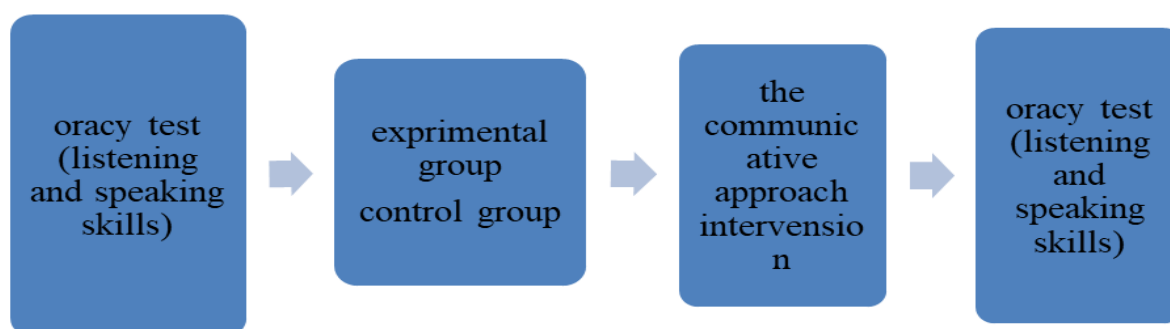 oracy test
(listening
and speaking
skills)
exprimental
group
control group
the
communic
ative
approach
intervensio
n
oracy test
(listening
and
speaking
skills)